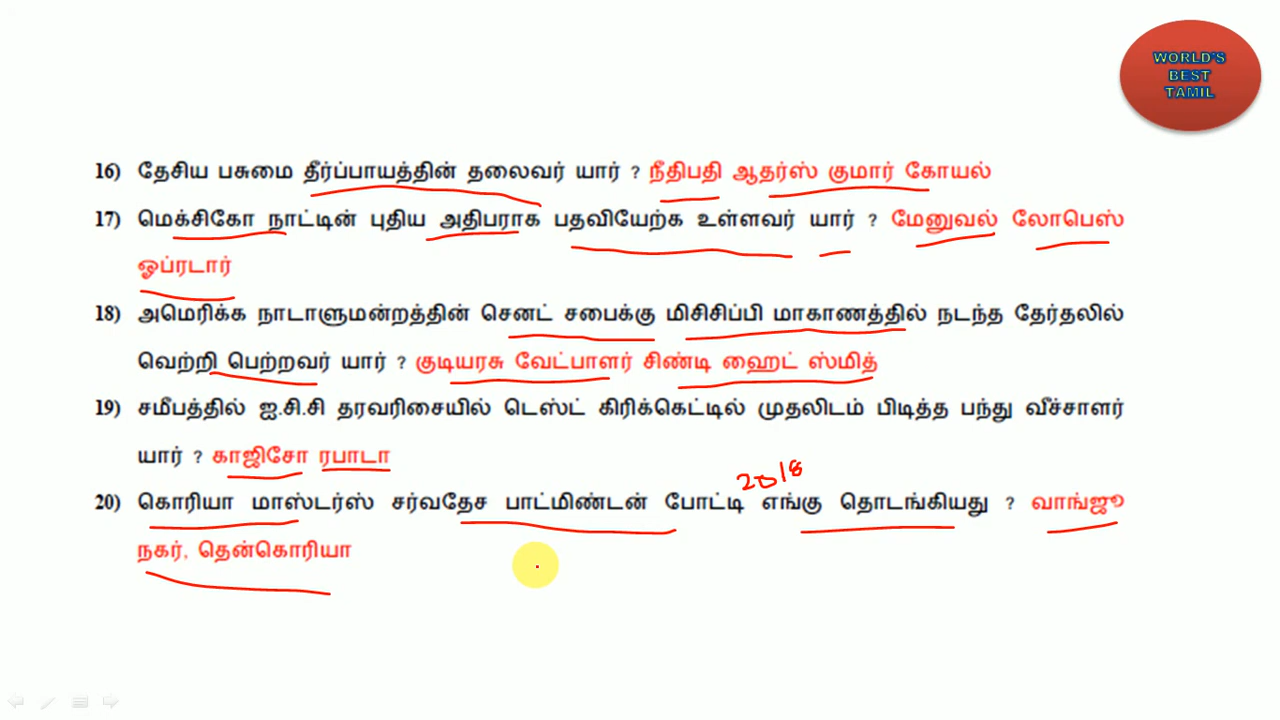 WORLD'S
BEST
TAMIL
16) தேசிய பசுமை தீர்ப்பாயத்தின் தலைவர் யார் ? நீதிபதி ஆதர்ஸ் குமார் கோயல்
17) மெக்சிகோ நாட்டின் புதிய அதிபராக பதவியேற்க உள்ளவர் யார் ? மேனுவல் லோபெஸ்
ஓப்ரடார்
18) அமெரிக்க நாடாளுமன்றத்தின் செனட் சபைக்கு மிசிசிப்பி மாகாணத்தில் நடந்த தேர்தலில்
வெற்றி பெற்றவர் யார் ? குடியரசு வேட்பாளர் சிண்டி ஹைட் ஸ்மித்
19) சமீபத்தில் ஐ.சி.சி தரவரிசையில் டெஸ்ட் கிரிக்கெட்டில் முதலிடம் பிடித்த பந்து வீச்சாளர்
யார் ? காஜிசோ ரபாடா
2018
20) கொரியா மாஸ்டர்ஸ் சர்வதேச பாட்மிண்டன் போட்டி எங்கு தொடங்கியது ? வாங்ஜூ
நகர், தென்கொரியா